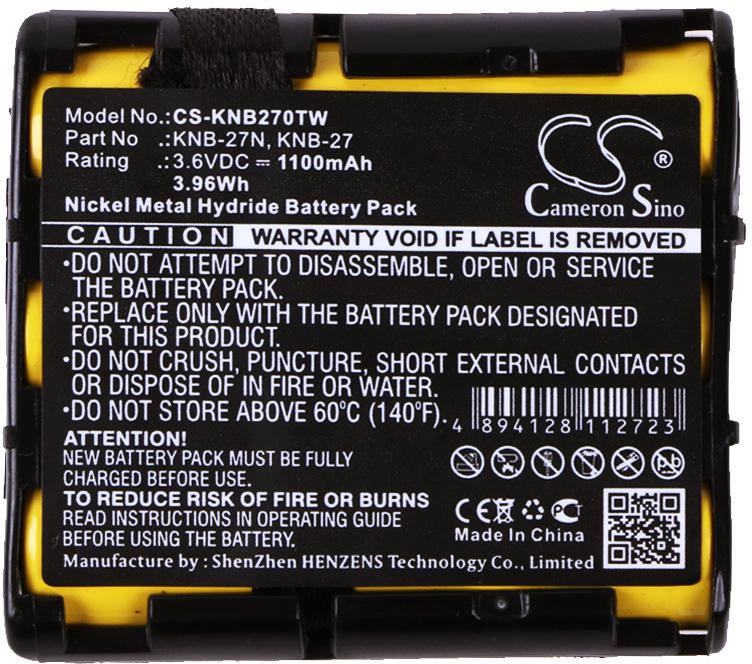 Model No.:CS-KNB270TW
Part No .:KNB-27N, KNB-27
Rating .:3.6VDC ⎓ 1100mAh
3.96Wh
Nickel Metal Hydride Battery Pack
CS
®
Cameron Sino
CAUTION WARRANTY VOID IF LABEL IS REMOVED
•DO NOT ATTEMPT TO DISASSEMBLE, OPEN OR SERVICE
THE BATTERY PACK.
•REPLACE ONLY WITH THE BATTERY PACK DESIGNATED
FOR THIS PRODUCT.
•DO NOT CRUSH, PUNCTURE, SHORT EXTERNAL CONTACTS
OR DISPOSE OF IN FIRE OR WATER.
•DO NOT STORE ABOVE 60°C (140°F).
4 894128 112723
ATTENTION!
NEW BATTERY PACK MUST BE FULLY
CHARGED BEFORE USE.
TO REDUCE RISK OF FIRE OR BURNS
READ INSTRUCTIONS IN OPERATING GUIDE
BEFORE USING THE BATTERY.
CE
Made In China
Manufacture by : ShenZhen HENZENS Technology Co., Limited